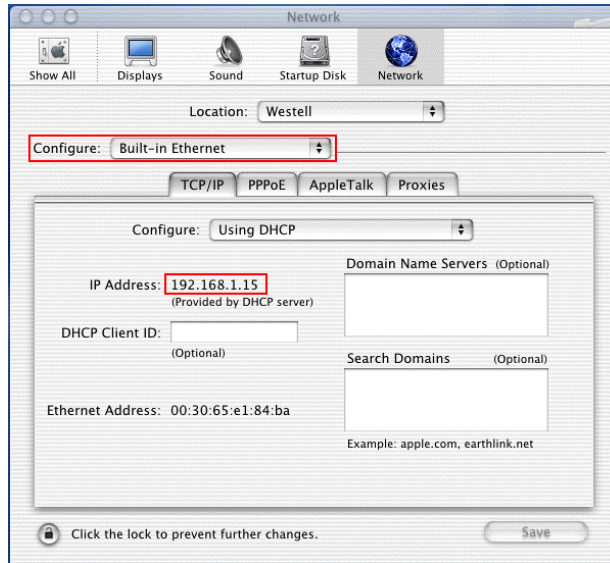 Network
Show All Displays Sound Startup Disk Network
Location: Westell
Configure: Built-in Ethernet
TCP/IP PPPoE AppleTalk Proxies
Configure: Using DHCP
Domain Name Servers (Optional)
IP Address: 192.168.1.15
(Provided by DHCP server)
DHCP Client ID:
(Optional)
Search Domains (Optional)
Ethernet Address: 00:30:65:e1:84:ba
Example: apple.com, earthlink.net
Click the lock to prevent further changes.
Save